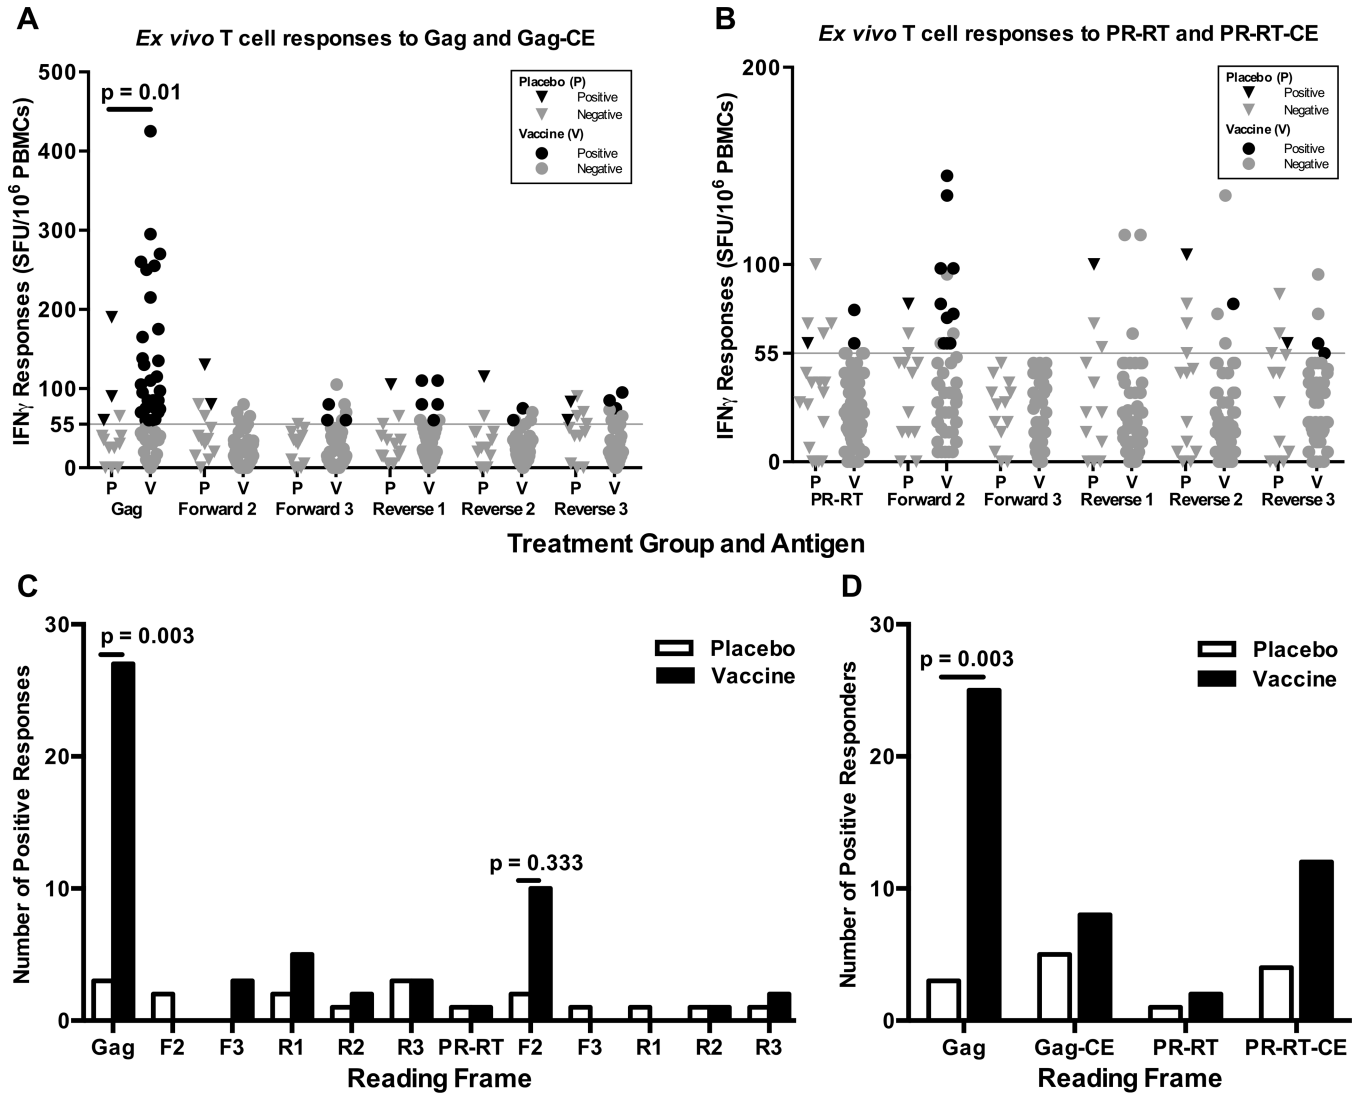 A
Ex vivo T cell responses to Gag and Gag-CE
IFNγ Responses (SFU/10^6 PBMCs)
500
400
300
200
100
55
0
p = 0.01
Placebo (P)
Positive
Negative
Vaccine (V)
Positive
Negative
P V P V P V P V P V P V
Gag Forward 2 Forward 3 Reverse 1 Reverse 2 Reverse 3
B
Ex vivo T cell responses to PR-RT and PR-RT-CE
IFNγ Responses (SFU/10^6 PBMCs)
200
100
55
0
Placebo (P)
Positive
Negative
Vaccine (V)
Positive
Negative
P V P V P V P V P V P V
PR-RT Forward 2 Forward 3 Reverse 1 Reverse 2 Reverse 3
Treatment Group and Antigen
C
Number of Positive Responses
30
20
10
0
p = 0.003
p = 0.333
Placebo
Vaccine
Gag F2 F3 R1 R2 R3 PR-RT F2 F3 R1 R2 R3
Reading Frame
D
Number of Positive Responders
30
20
10
0
p = 0.003
Placebo
Vaccine
Gag Gag-CE PR-RT PR-RT-CE
Reading Frame